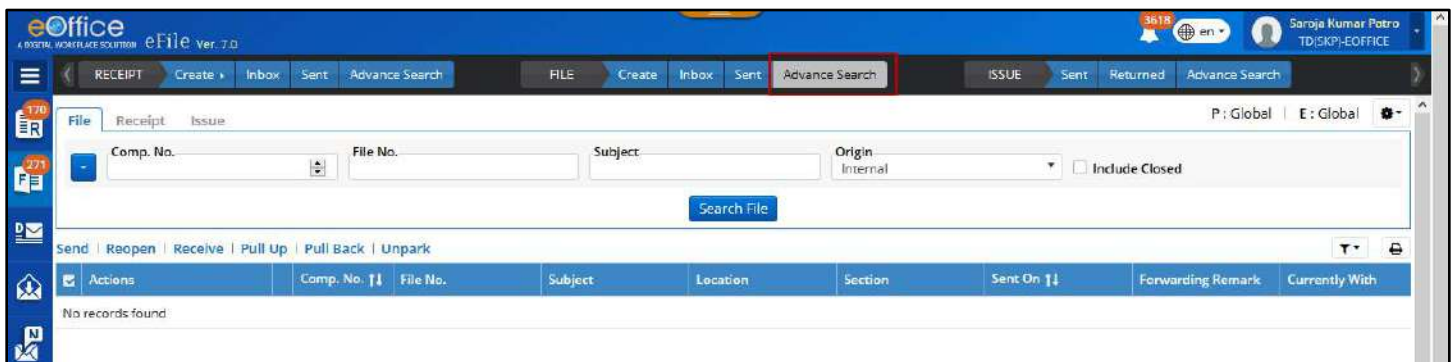 eOffice
A DIGITAL WORKPLACE SOLUTION eFile Ver. 7.0
3618 en Saroja Kumar Patro
TD(SKP)-EOFFICE
RECEIPT Create Inbox Sent Advance Search FILE Create Inbox Sent Advance Search ISSUE Sent Returned Advance Search
170 R
File Receipt Issue P : Global | E : Global
Comp. No. File No. Subject Origin
271 F - Internal Include Closed
Search File
D
Send | Reopen | Receive | Pull Up | Pull Back | Unpark
Actions Comp. No. File No. Subject Location Section Sent On Forwarding Remark Currently With
No records found
N